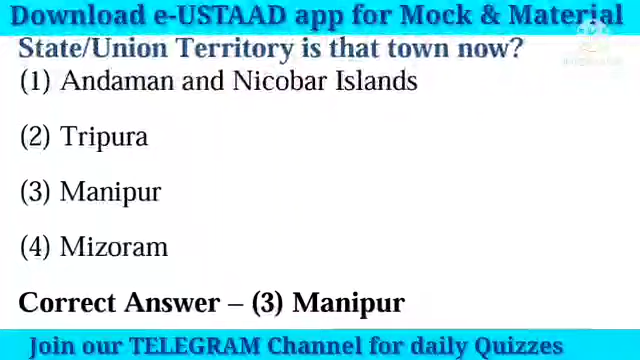 Download e-USTAAD app for Mock & Material
State/Union Territory is that town now?
(1) Andaman and Nicobar Islands
(2) Tripura
(3) Manipur
(4) Mizoram
Correct Answer – (3) Manipur
Join our TELEGRAM Channel for daily Quizzes